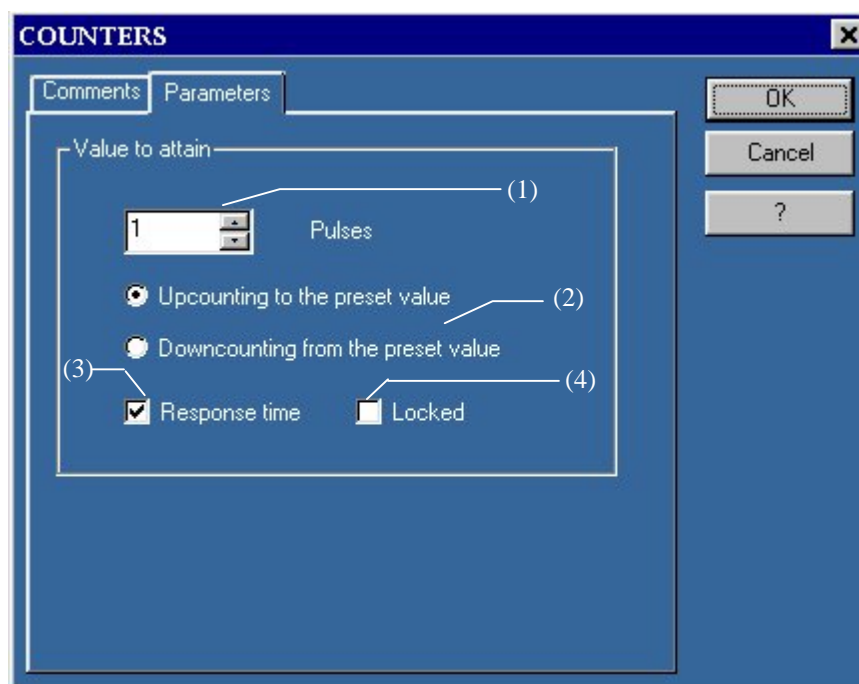 COUNTERS
Comments Parameters
OK
Value to attain
Cancel
(1)
?
1 Pulses
Upcounting to the preset value
(2)
Downcounting from the preset value
(3)
(4)
Response time Locked